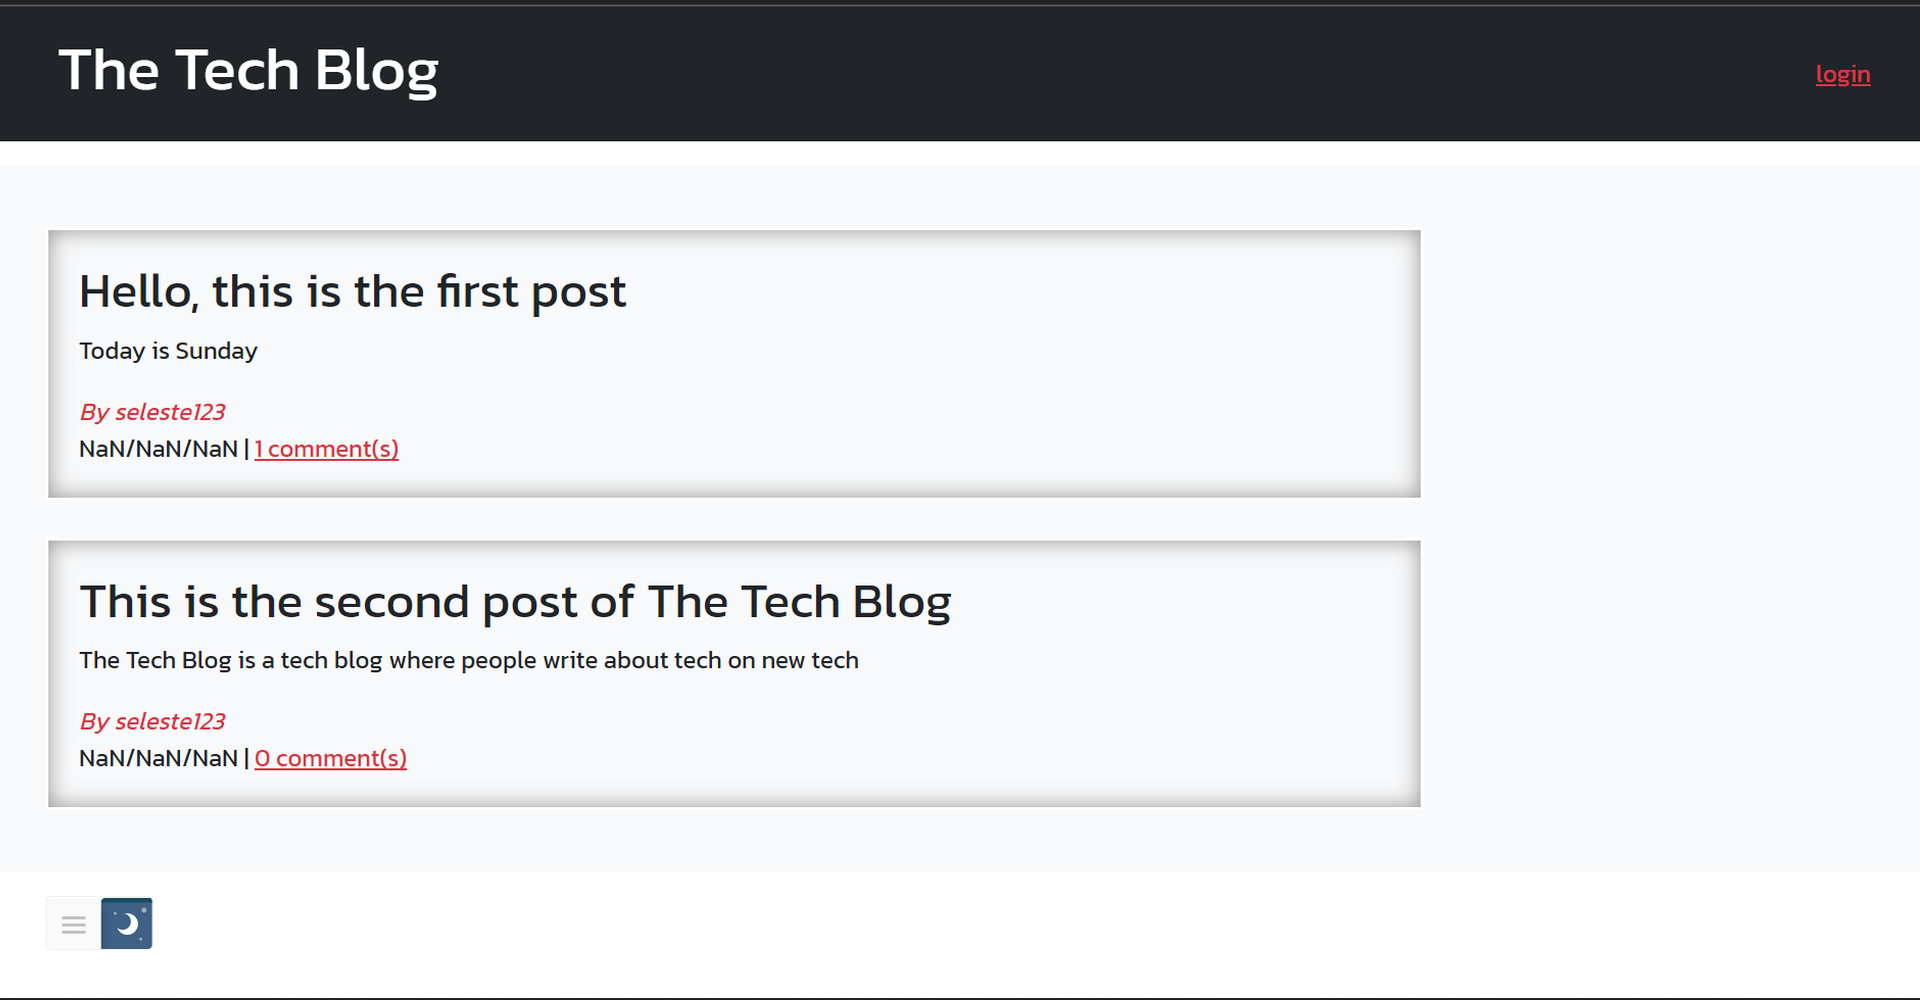 The Tech Blog
login
Hello, this is the first post
Today is Sunday
By seleste123
NaN/NaN/NaN | 1 comment(s)
This is the second post of The Tech Blog
The Tech Blog is a tech blog where people write about tech on new tech
By seleste123
NaN/NaN/NaN | 0 comment(s)